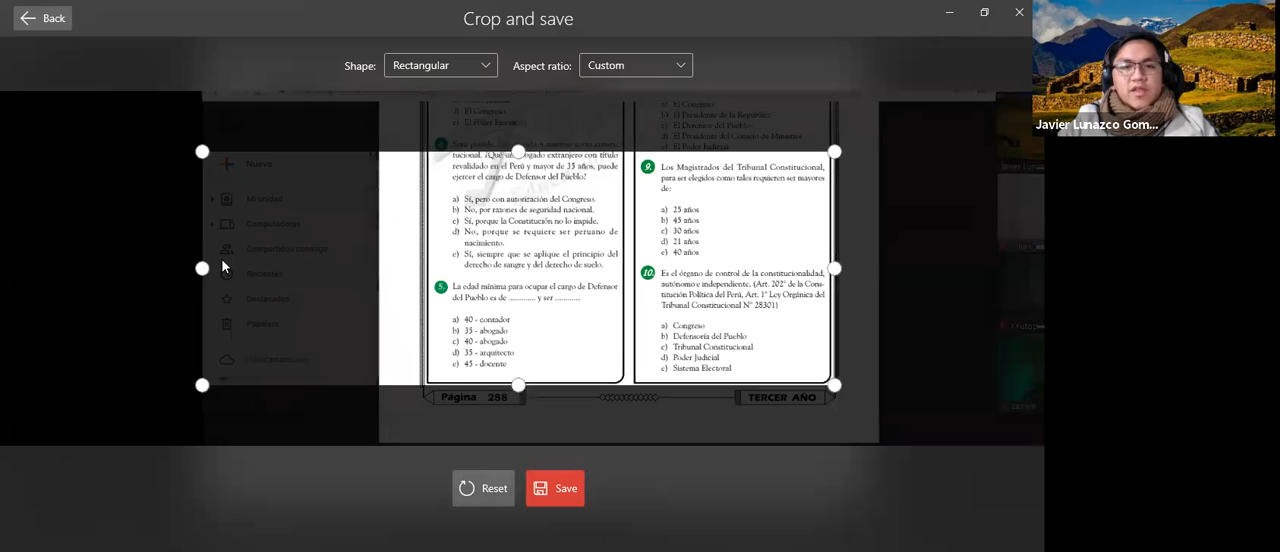 Back
Crop and save
Shape:
Rectangular
Aspect ratio:
Custom
Javier Lunazco Gom...
Nuevo
Mi unidad
Computadoras
Compartidos conmigo
Recientes
Destacados
Papelera
d) El Congreso
e) El Poder Ejecutivo
tucional. ¿Que un abogado extranjero con título
revalidado en el Perú y mayor de 35 años, puede
ejercer el cargo de Defensor del Pueblo?
a) Sí, pero con autorización del Congreso.
b) No, por razones de seguridad nacional.
c) Sí, porque la Constitución no lo impide.
d) No, porque se requiere ser peruano de
nacimiento.
e) Sí, siempre que se aplique el principio del
derecho de sangre y del derecho de suelo.
5. La edad mínima para ocupar el cargo de Defensor
del Pueblo es de ............. y ser ............
a) 40 - contador
b) 35 - abogado
c) 40 - abogado
d) 35 - arquitecto
e) 45 - docente
a) El Congreso
b) El Presidente de la República
c) El Defensor del Pueblo
d) El Presidente del Consejo de Ministros
e) El Poder Judicial
9. Los Magistrados del Tribunal Constitucional,
para ser elegidos como tales requieren ser mayores
de:
a) 25 años
b) 45 años
c) 30 años
d) 21 años
e) 40 años
10. Es el órgano de control de la constitucionalidad,
autónomo e independiente. (Art. 202° de la Cons-
titución Política del Perú, Art. 1° Ley Orgánica del
Tribunal Constitucional N° 28301)
a) Congreso
b) Defensoría del Pueblo
c) Tribunal Constitucional
d) Poder Judicial
e) Sistema Electoral
Página 288
TERCER AÑO
Reset
Save